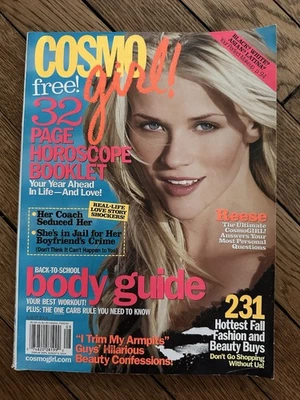 COSMO
girl!
free!
32
PAGE
HOROSCOPE
BOOKLET
Your Year Ahead
In Life—And Love!
REAL-LIFE
LOVE STORY
SHOCKERS!
• Her Coach
Seduced Her
• She's in Jail for Her
Boyfriend's Crime
(Don't Think It Can't Happen to You)
Reese
The Ultimate
CosmoGIRL!
Answers Your
Most Personal
Questions
BACK-TO-SCHOOL
body guide
YOUR BEST WORKOUT!
PLUS: THE ONE CARB RULE YOU NEED TO KNOW
231
Hottest Fall
Fashion and
Beauty Buys
Don't Go Shopping
Without Us!
"I Trim My Armpits"
Guys' Hilarious
Beauty Confessions!
cosmogirl.com